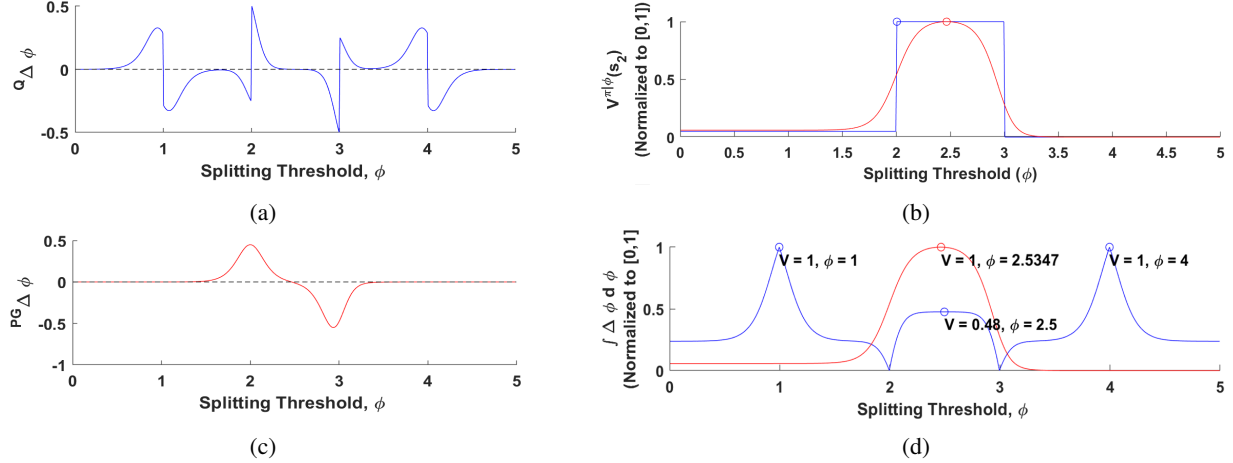 0.5
0
-0.5
Q Δ ϕ
0 1 2 3 4 5
Splitting Threshold, ϕ
(a)
1
0.5
0
V^π|ϕ(s₂)
(Normalized to [0,1])
0 0.5 1 1.5 2 2.5 3 3.5 4 4.5 5
Splitting Threshold (ϕ)
(b)
0.5
0
-0.5
-1
PG Δ ϕ
0 1 2 3 4 5
Splitting Threshold, ϕ
(c)
1
0.5
0
∫ Δ ϕ d ϕ
(Normalized to [0,1])
V = 1, ϕ = 1
V = 1, ϕ = 2.5347
V = 1, ϕ = 4
V = 0.48, ϕ = 2.5
0 1 2 3 4 5
Splitting Threshold, ϕ
(d)